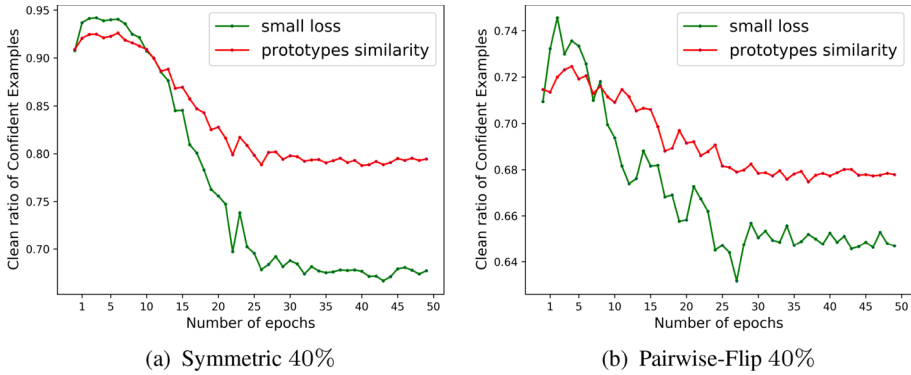 Clean ratio of Confident Examples
0.95
0.90
0.85
0.80
0.75
0.70
small loss
prototypes similarity
1 5 10 15 20 25 30 35 40 45 50
Number of epochs
(a) Symmetric 40%
Clean ratio of Confident Examples
0.74
0.72
0.70
0.68
0.66
0.64
small loss
prototypes similarity
1 5 10 15 20 25 30 35 40 45 50
Number of epochs
(b) Pairwise-Flip 40%